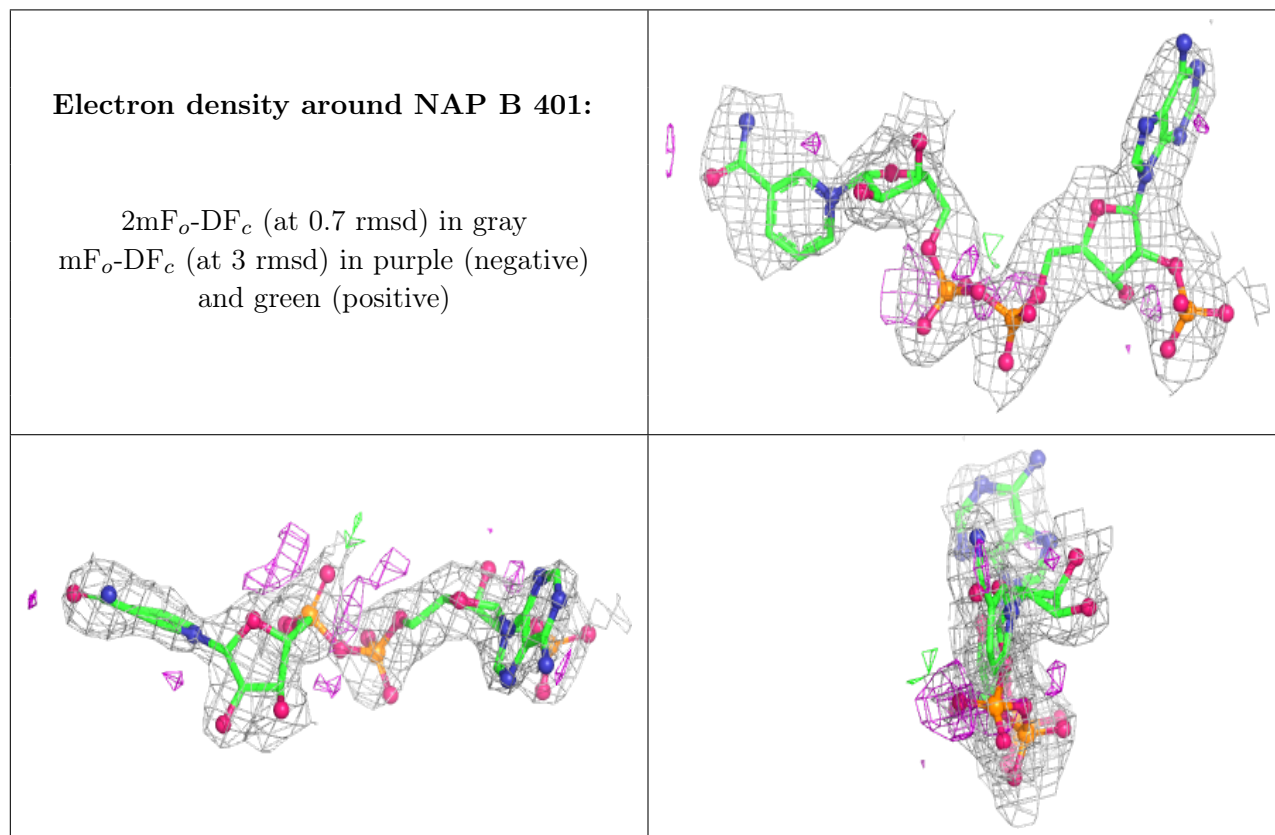 Electron density around NAP B 401:
2mFo-DFc (at 0.7 rmsd) in gray
mFo-DFc (at 3 rmsd) in purple (negative)
and green (positive)